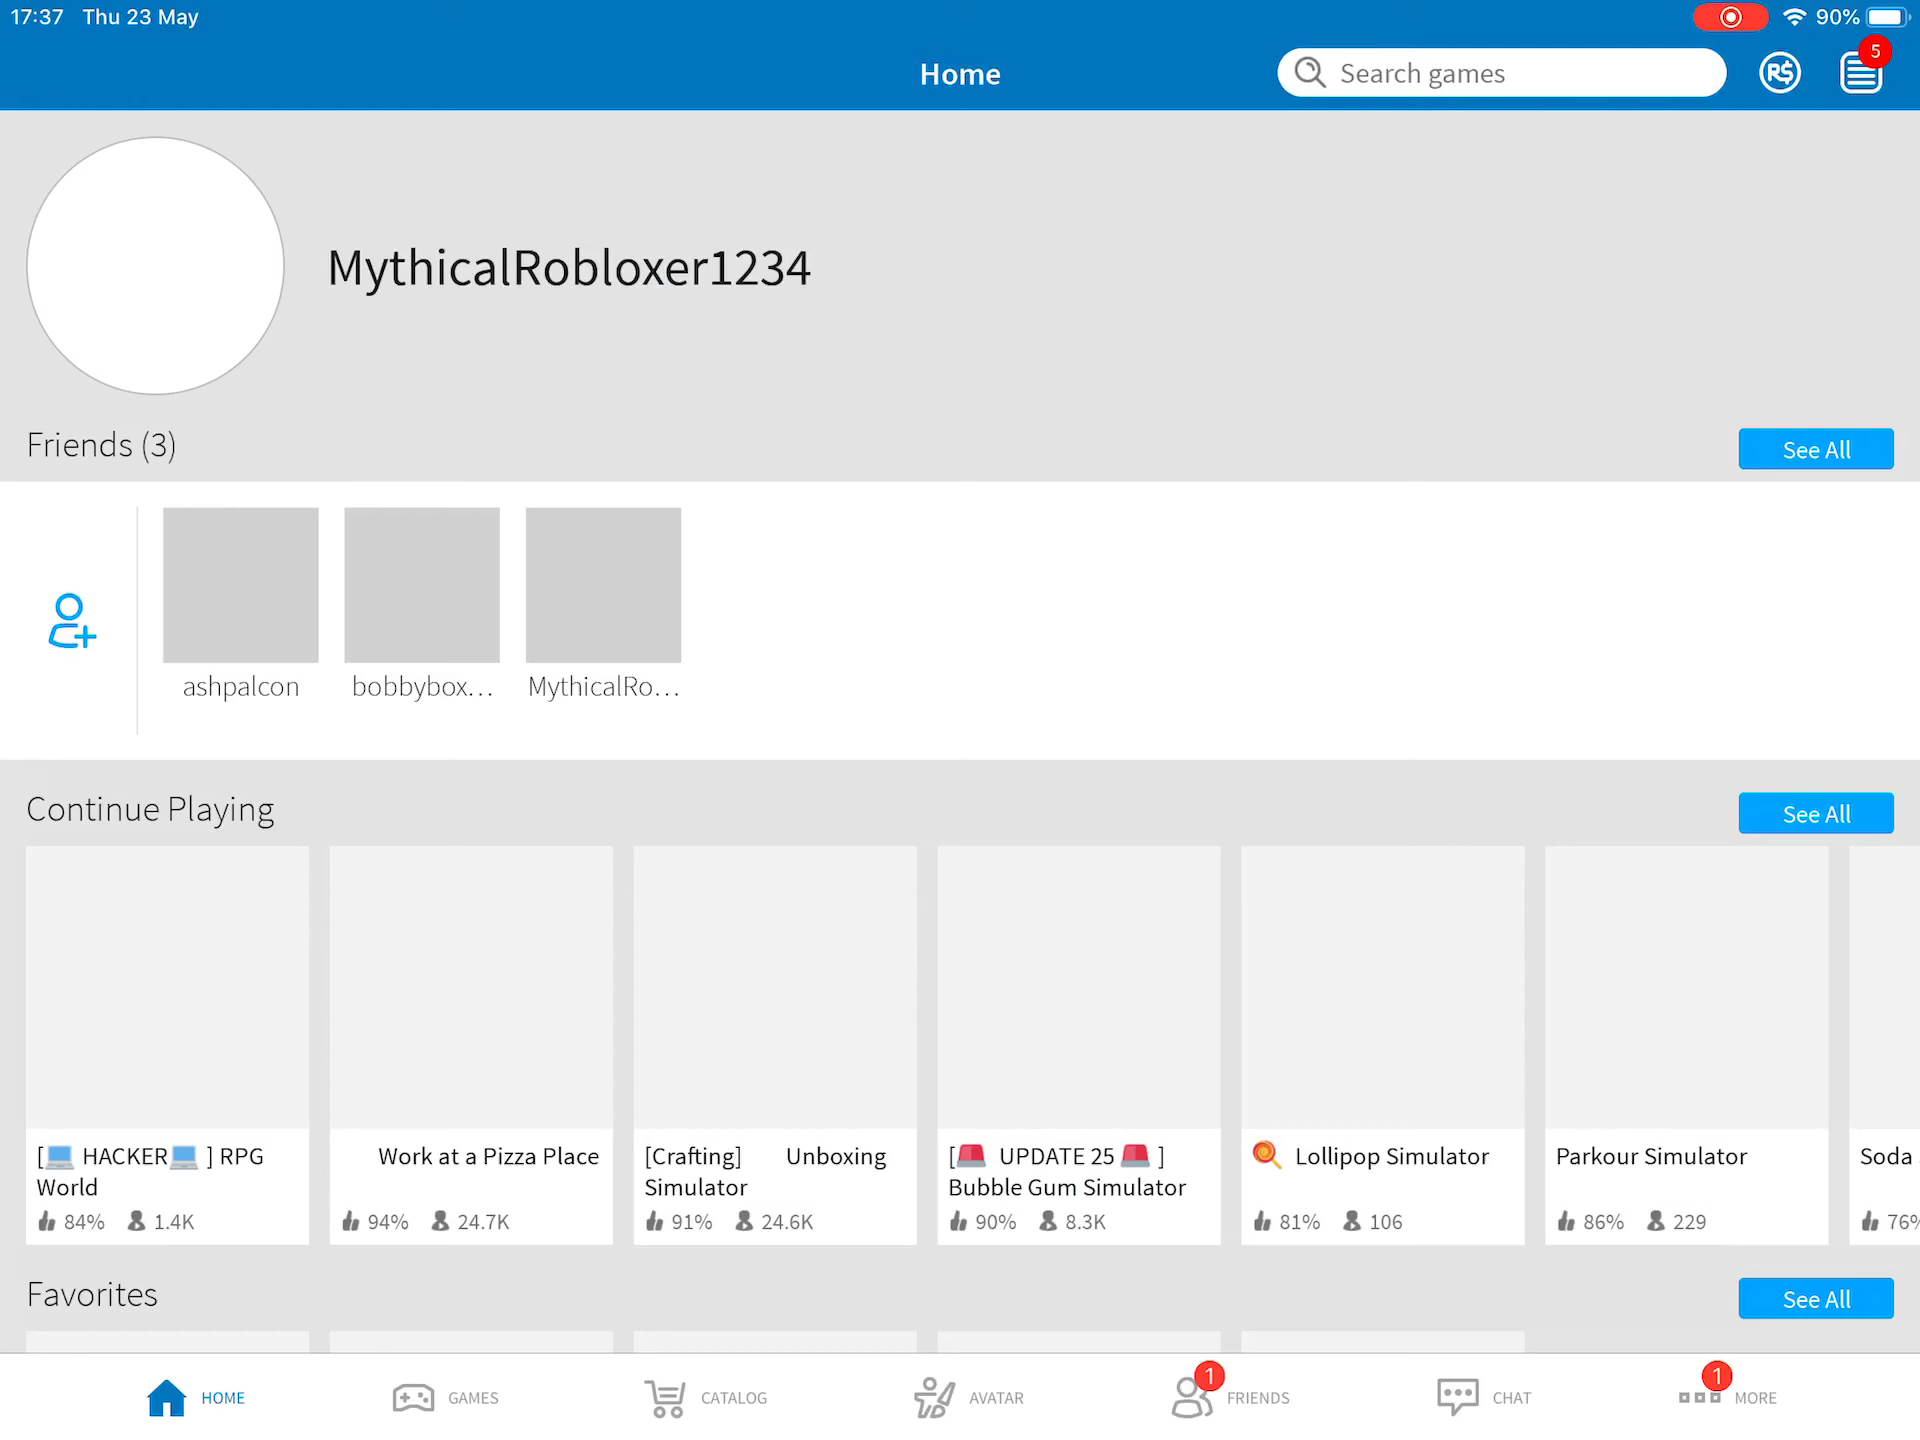 17:37 Thu 23 May
90%
Home
Search games
R$
5
MythicalRobloxer1234
Friends (3)
See All
ashpalcon
bobbybox...
MythicalRo...
Continue Playing
See All
[💻 HACKER💻 ] RPG
World
84% 1.4K
Work at a Pizza Place
94% 24.7K
[Crafting] Unboxing
Simulator
91% 24.6K
[🚨 UPDATE 25 🚨 ]
Bubble Gum Simulator
90% 8.3K
🍭 Lollipop Simulator
81% 106
Parkour Simulator
86% 229
Soda
76%
Favorites
See All
HOME
GAMES
CATALOG
AVATAR
1
FRIENDS
CHAT
1
MORE